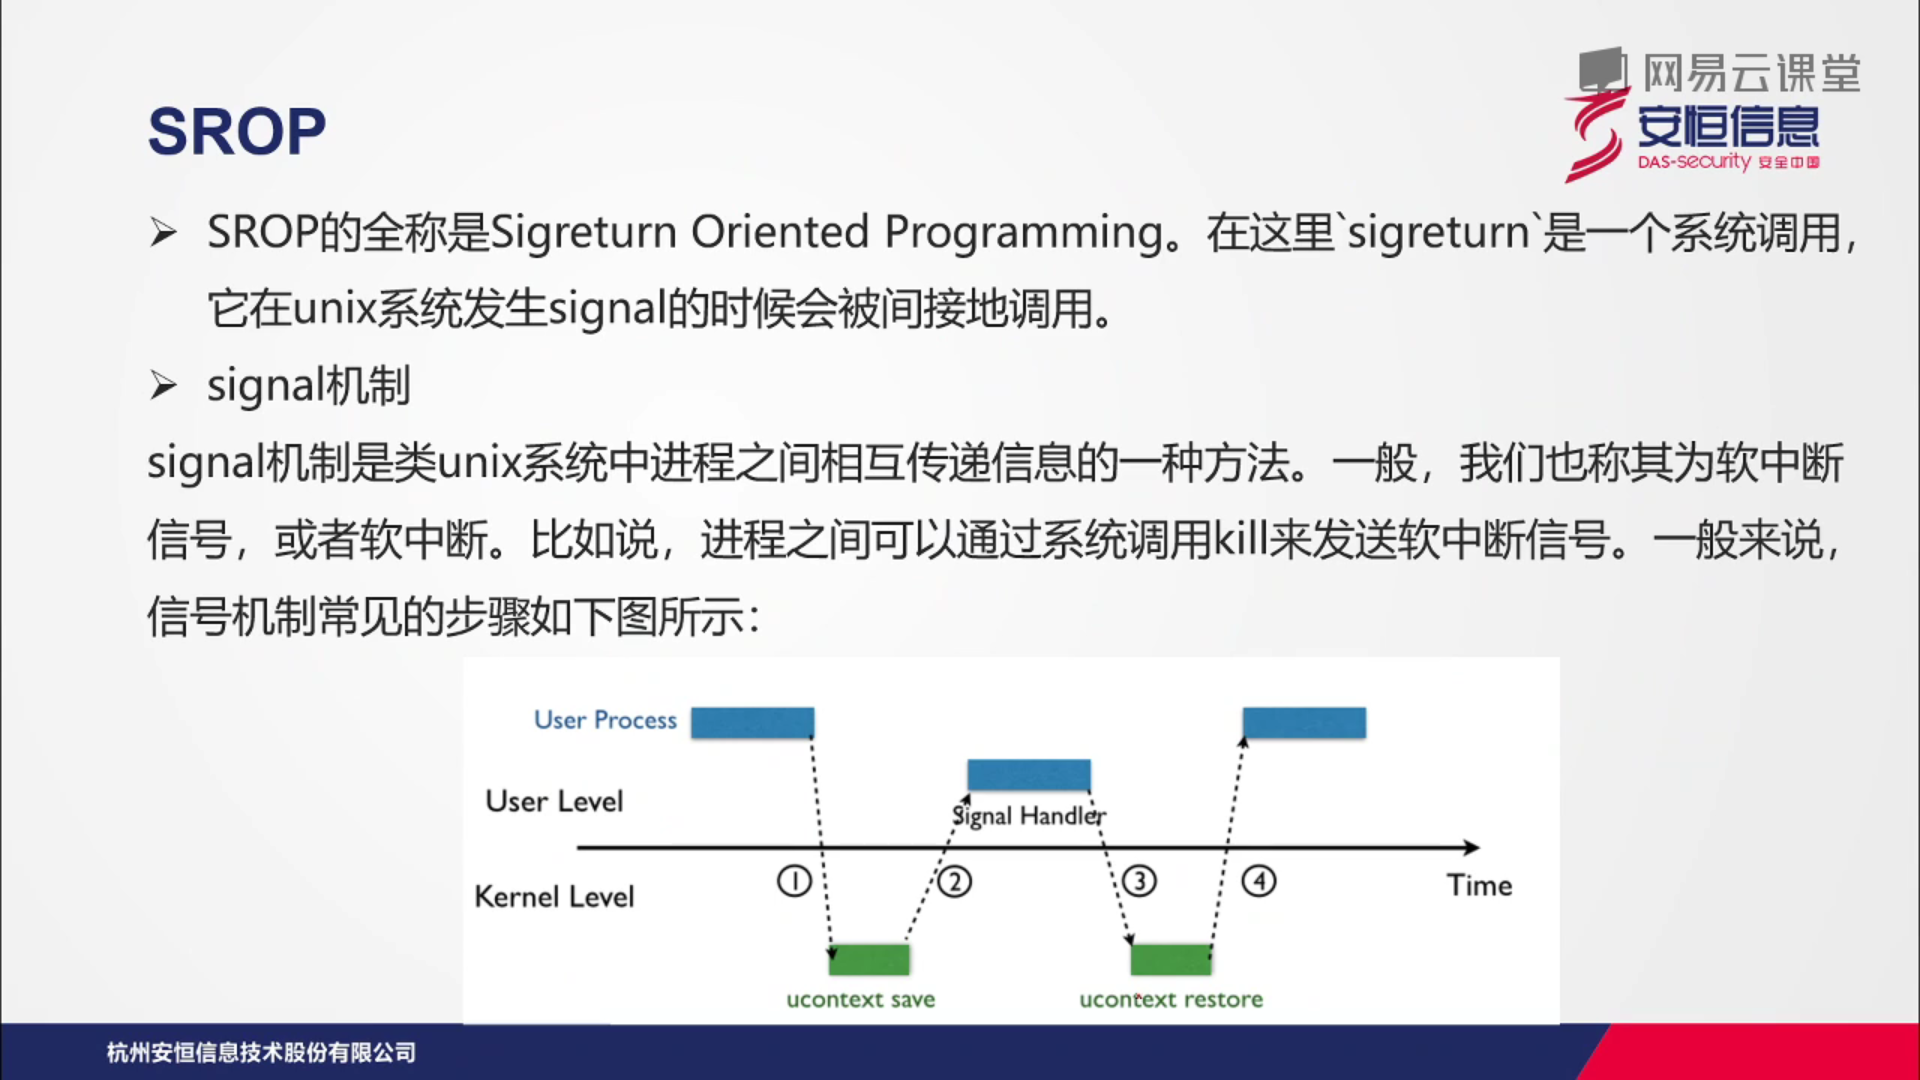 网易云课堂
安恒信息
DAS-security 安全中国
SROP
➢ SROP的全称是Sigreturn Oriented Programming。在这里`sigreturn`是一个系统调用，
它在unix系统发生signal的时候会被间接地调用。
➢ signal机制
signal机制是类unix系统中进程之间相互传递信息的一种方法。一般，我们也称其为软中断
信号，或者软中断。比如说，进程之间可以通过系统调用kill来发送软中断信号。一般来说，
信号机制常见的步骤如下图所示：
User Process
User Level
Signal Handler
① ② ③ ④
Kernel Level
Time
ucontext save
ucontext restore
杭州安恒信息技术股份有限公司